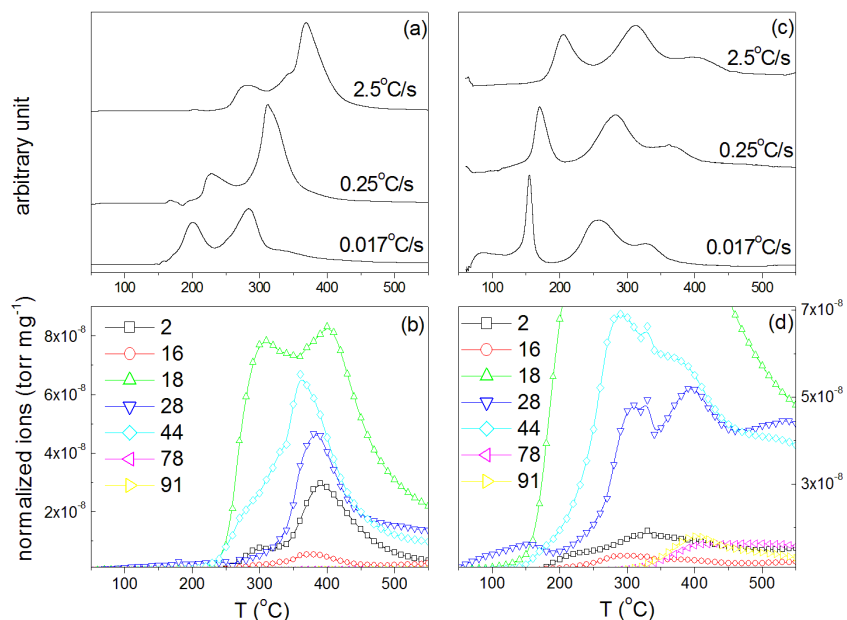 (a)
2.5°C/s
0.25°C/s
0.017°C/s
arbitrary unit
100 200 300 400 500
(c)
2.5°C/s
0.25°C/s
0.017°C/s
100 200 300 400 500
(b)
2
16
18
28
44
78
91
8x10⁻⁸
6x10⁻⁸
4x10⁻⁸
2x10⁻⁸
normalized ions (torr mg⁻¹)
100 200 300 400 500
T (°C)
(d)
2
16
18
28
44
78
91
7x10⁻⁸
5x10⁻⁸
3x10⁻⁸
100 200 300 400 500
T (°C)